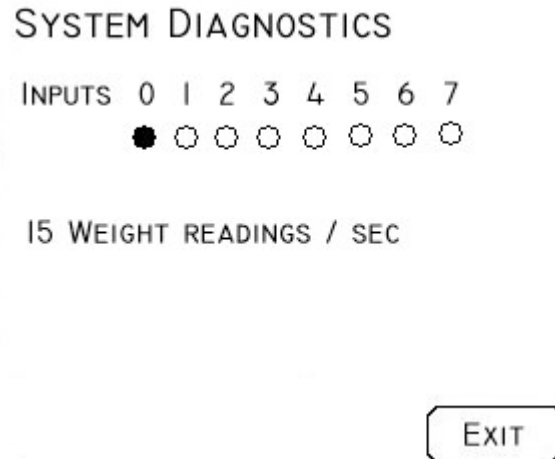 System Diagnostics
Inputs 0 1 2 3 4 5 6 7
15 Weight readings / sec
Exit